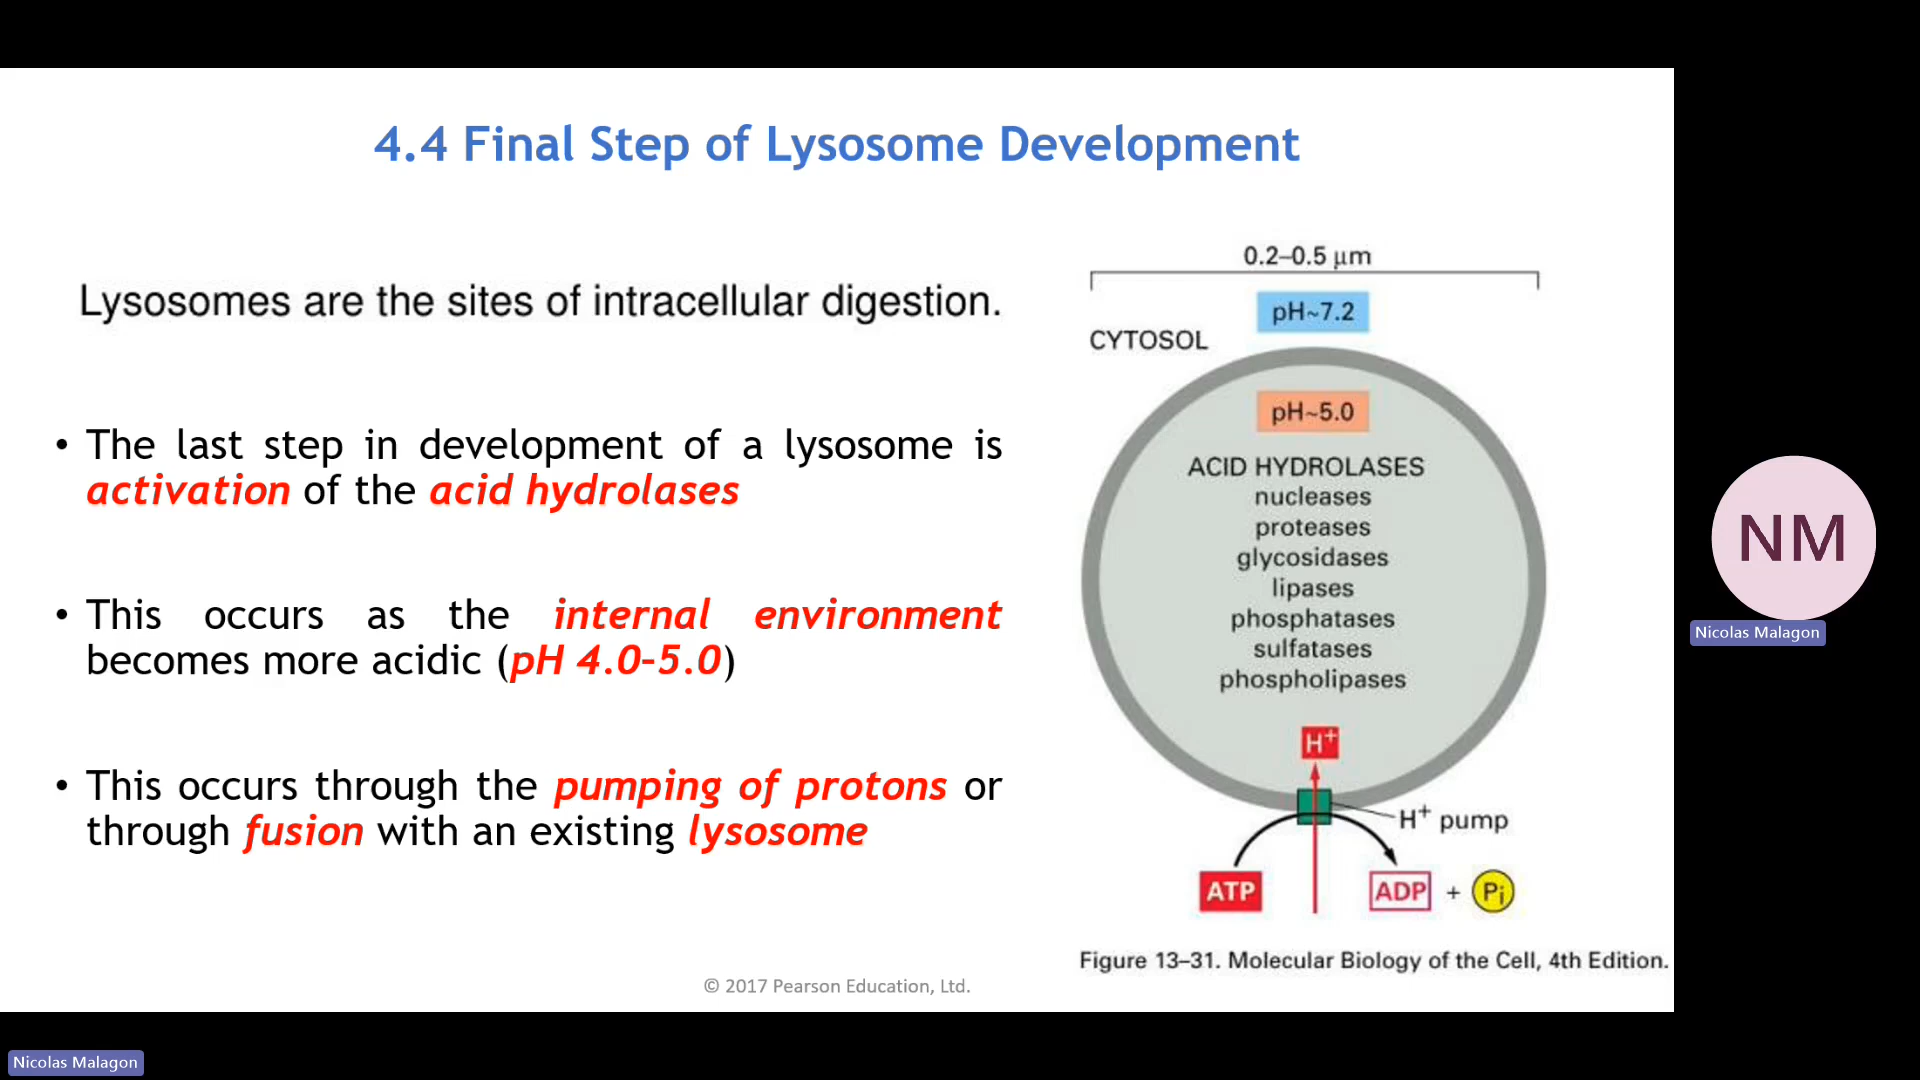 4.4 Final Step of Lysosome Development
Lysosomes are the sites of intracellular digestion.
• The last step in development of a lysosome is
activation of the acid hydrolases
• This occurs as the internal environment
becomes more acidic (pH 4.0–5.0)
• This occurs through the pumping of protons or
through fusion with an existing lysosome
0.2–0.5 μm
pH~7.2
CYTOSOL
pH~5.0
ACID HYDROLASES
nucleases
proteases
glycosidases
lipases
phosphatases
sulfatases
phospholipases
H⁺
H⁺ pump
ATP
ADP + Pi
Figure 13–31. Molecular Biology of the Cell, 4th Edition.
© 2017 Pearson Education, Ltd.
NM
Nicolas Malagon
Nicolas Malagon